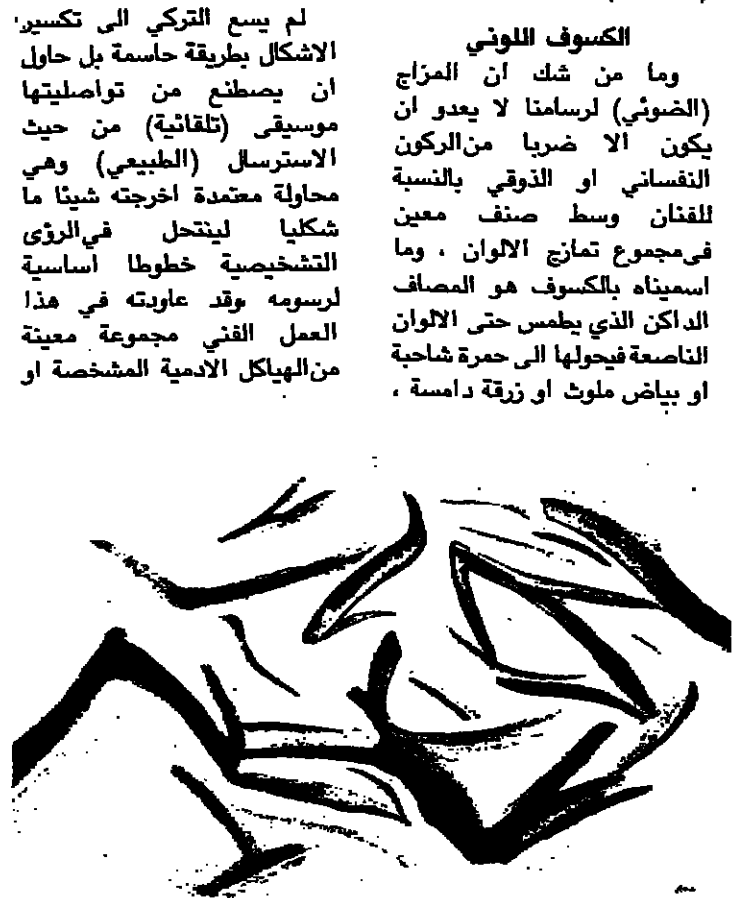 الكسوف اللوني
وما من شك ان المزاج
(الضوئي) لرسامنا لا يعدو ان
يكون الا ضربا من الركون
النفساني او الذوقي بالنسبة
للفنان وسط صنف معين
في مجموع تمازج الالوان ، وما
اسميناه بالكسوف هو المصاف
الداكن الذي يطمس حتى الالوان
الناصعة فيحولها الى حمرة شاحبة
او بياض ملوث او زرقة دامسة ،
لم يسع التركي الى تكسير
الاشكال بطريقة حاسمة بل حاول
ان يصطنع من تواصليتها
موسيقى (تلقائية) من حيث
الاسترسال (الطبيعي) وهي
محاولة معتمدة اخرجته شيئا ما
شكليا لينتحل في الرؤى
التشخيصية خطوطا اساسية
لرسومه وقد عاودته في هذا
العمل الفني مجموعة معينة
من الهياكل الادمية المشخصة او